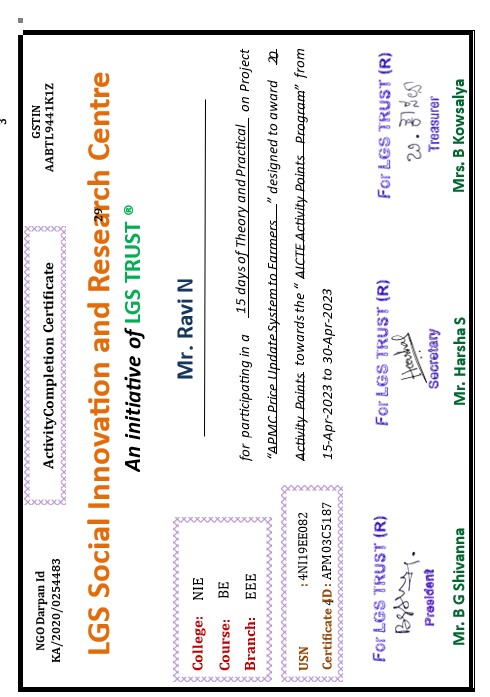 3
NGO Darpan Id
KA/2020/0254483
ActivityCompletion Certificate
GSTIN
AABTL9441K1Z
LGS Social Innovation and Research Centre
29
An initiative of LGS TRUST ®
Mr. Ravi N
College: NIE
Course: BE
Branch: EEE
for participating in a 15 days of Theory and Practical on Project
“APMC Price Update System to Farmers ” designed to award 20
Activity Points towards the “ AICTE Activity Points Program” from
15-Apr-2023 to 30-Apr-2023
USN : 4NI19EE082
Certificate 4D : APM03C5187
For LGS TRUST (R)
President
Mr. B G Shivanna
For LGS TRUST (R)
Secretary
Mr. Harsha S
For LGS TRUST (R)
Treasurer
Mrs. B Kowsalya